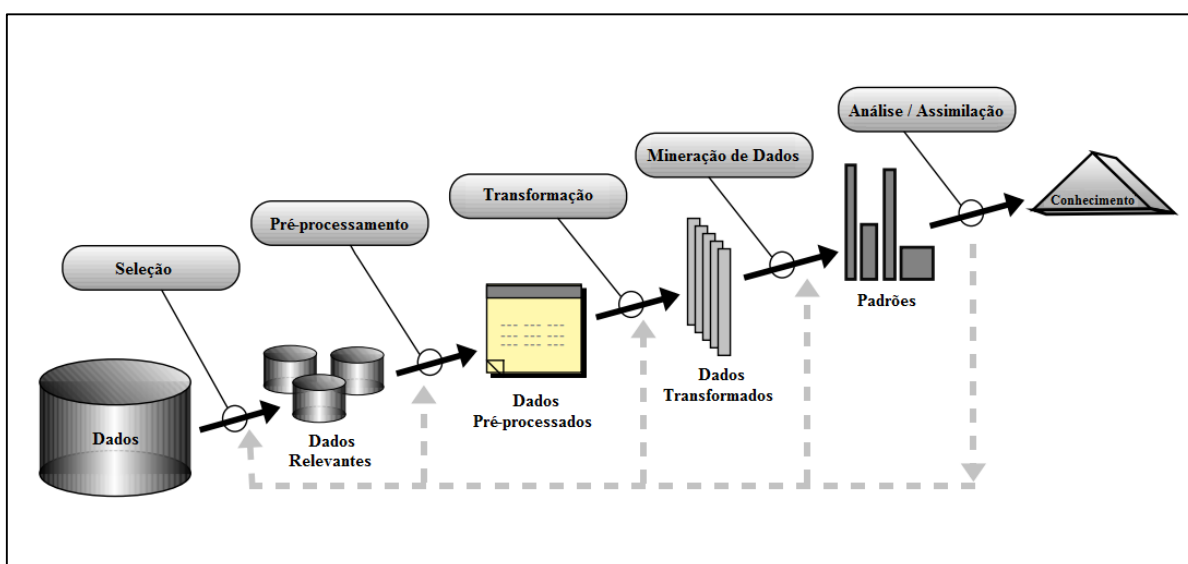 Análise / Assimilação
Mineração de Dados
Transformação
Pré-processamento
Seleção
Dados
Dados
Relevantes
Dados
Pré-processados
Dados
Transformados
Padrões
Conhecimento